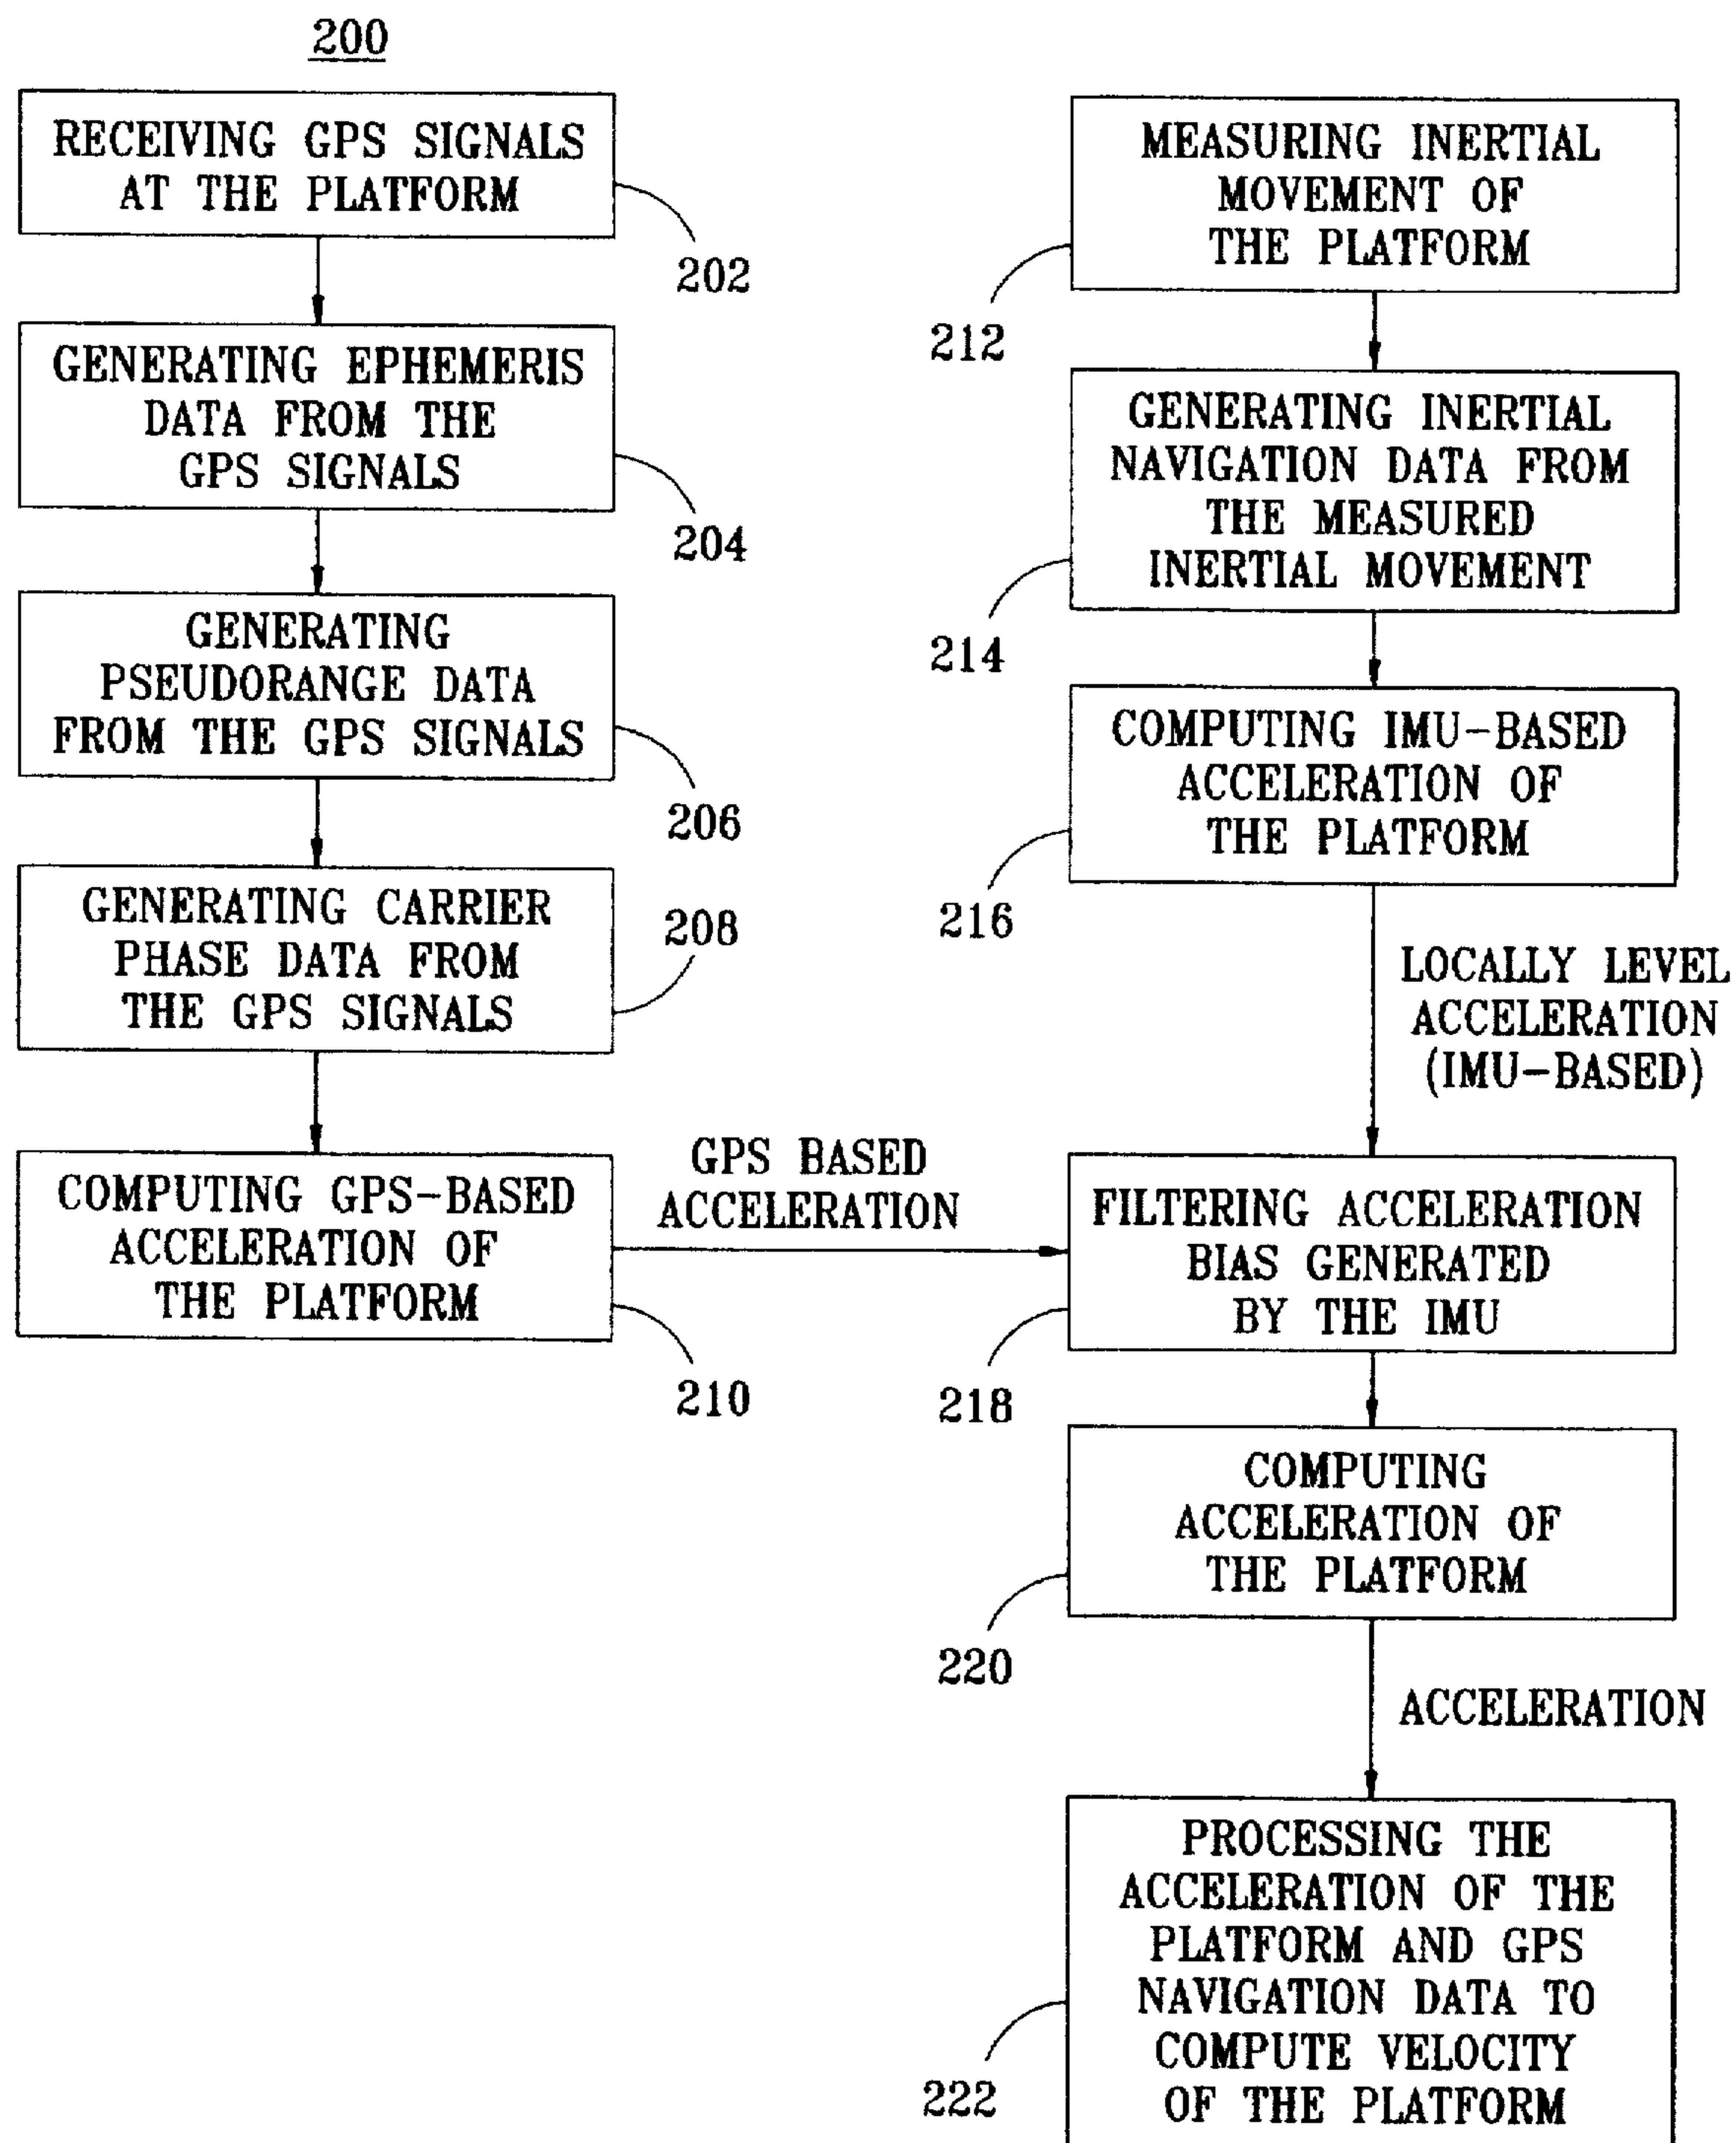 200
RECEIVING GPS SIGNALS
AT THE PLATFORM
202
GENERATING EPHEMERIS
DATA FROM THE
GPS SIGNALS
204
GENERATING
PSEUDORANGE DATA
FROM THE GPS SIGNALS
206
GENERATING CARRIER
PHASE DATA FROM
THE GPS SIGNALS
208
COMPUTING GPS-BASED
ACCELERATION OF
THE PLATFORM
210
GPS BASED
ACCELERATION
MEASURING INERTIAL
MOVEMENT OF
THE PLATFORM
212
GENERATING INERTIAL
NAVIGATION DATA FROM
THE MEASURED
INERTIAL MOVEMENT
214
COMPUTING IMU-BASED
ACCELERATION OF
THE PLATFORM
216
LOCALLY LEVEL
ACCELERATION
(IMU-BASED)
FILTERING ACCELERATION
BIAS GENERATED
BY THE IMU
218
COMPUTING
ACCELERATION OF
THE PLATFORM
220
ACCELERATION
PROCESSING THE
ACCELERATION OF THE
PLATFORM AND GPS
NAVIGATION DATA TO
COMPUTE VELOCITY
OF THE PLATFORM
222